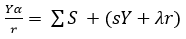 Yα/r = ∑S + (sY + λr)